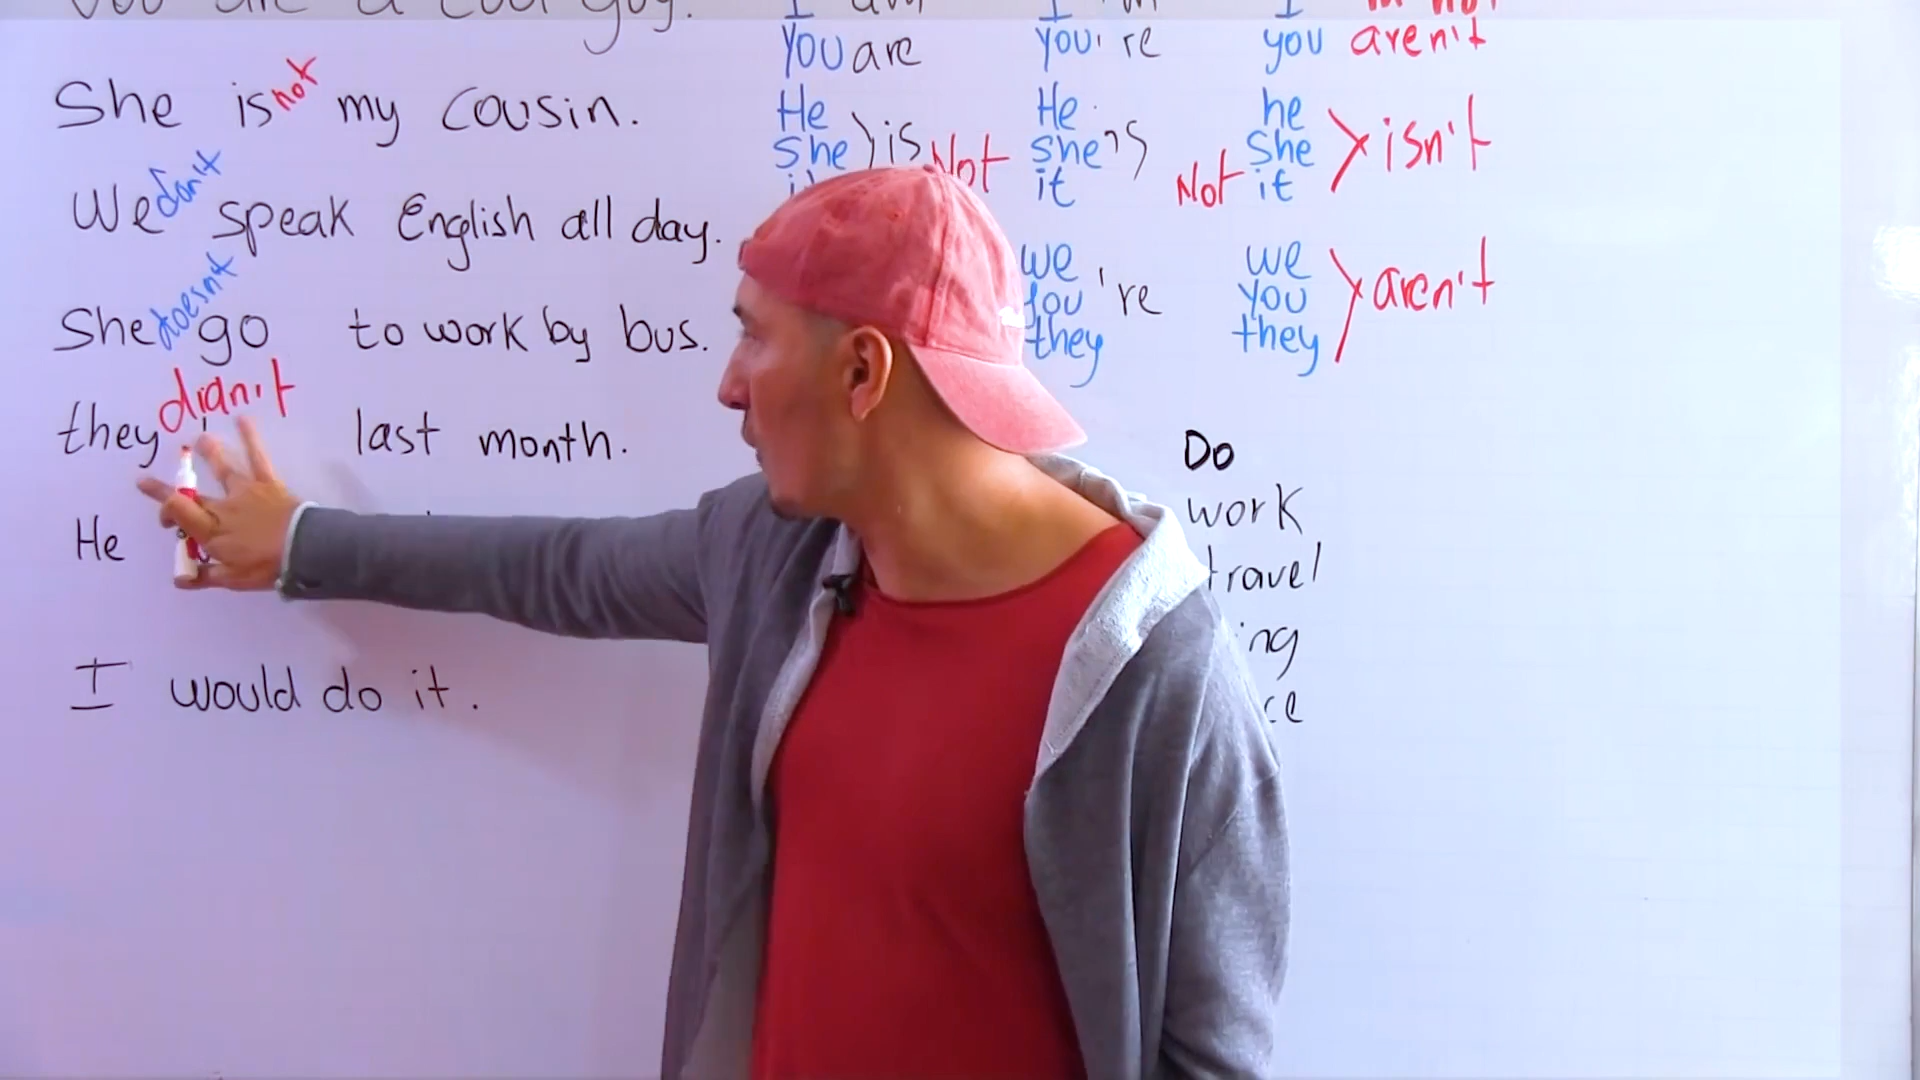 She is not my cousin.
We don't speak English all day.
She doesn't go to work by bus.
they didn't last month.
He
I would do it.
I am
You are
He
She is Not
I 'm
You're
He
She 's
it
we
you 're
they
I 'm not
you aren't
he
She isn't
Not it
we
you aren't
they
Do
work
travel